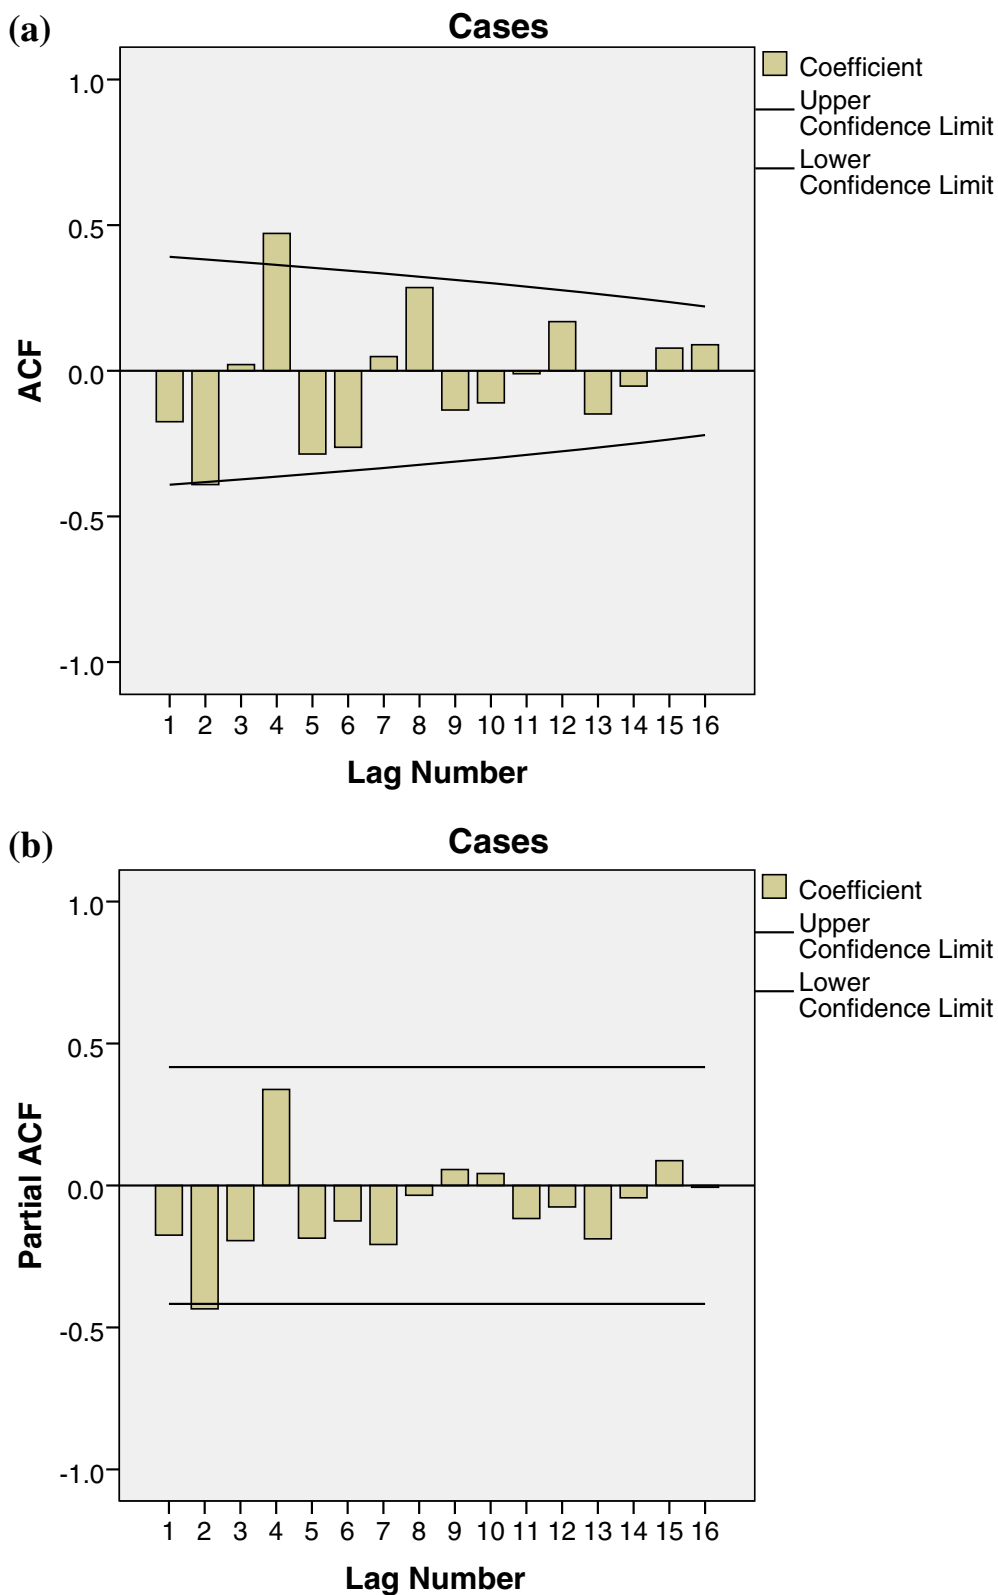 (a)
Cases
Coefficient
Upper
Confidence Limit
Lower
Confidence Limit
1.0
0.5
0.0
-0.5
-1.0
ACF
1 2 3 4 5 6 7 8 9 10 11 12 13 14 15 16
Lag Number
(b)
Cases
Coefficient
Upper
Confidence Limit
Lower
Confidence Limit
1.0
0.5
0.0
-0.5
-1.0
Partial ACF
1 2 3 4 5 6 7 8 9 10 11 12 13 14 15 16
Lag Number